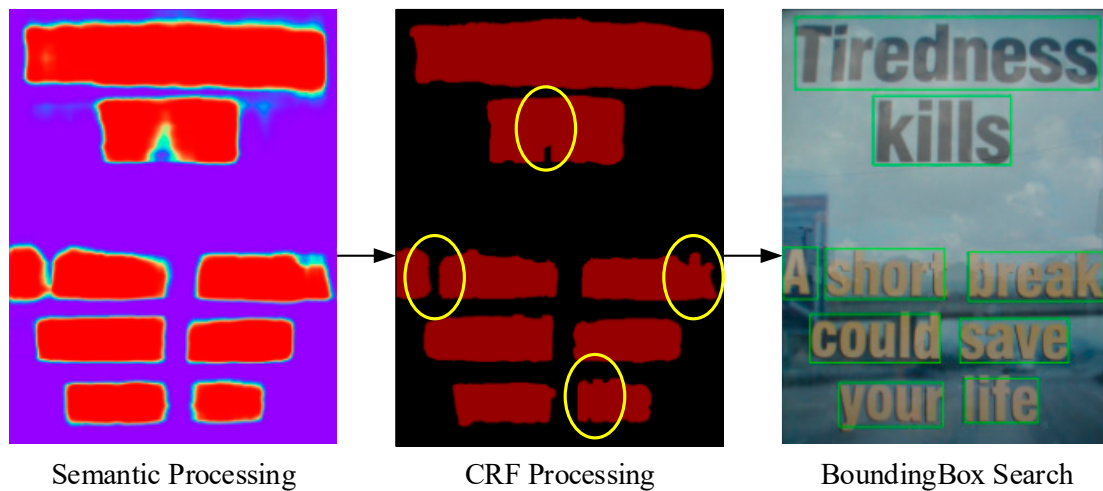 Tiredness
kills
A short break
could save
your life
Semantic Processing
CRF Processing
BoundingBox Search